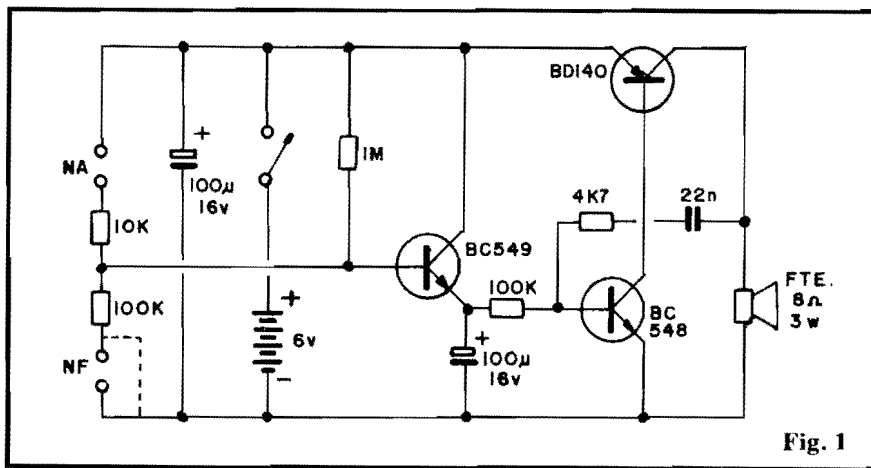 BD140
NA
+
100µ
16v
1M
4K7
22n
10K
BC549
100K
+
6v
−
100K
BC
548
FTE.
8Ω
3w
NF
+
100µ
16v
Fig. 1